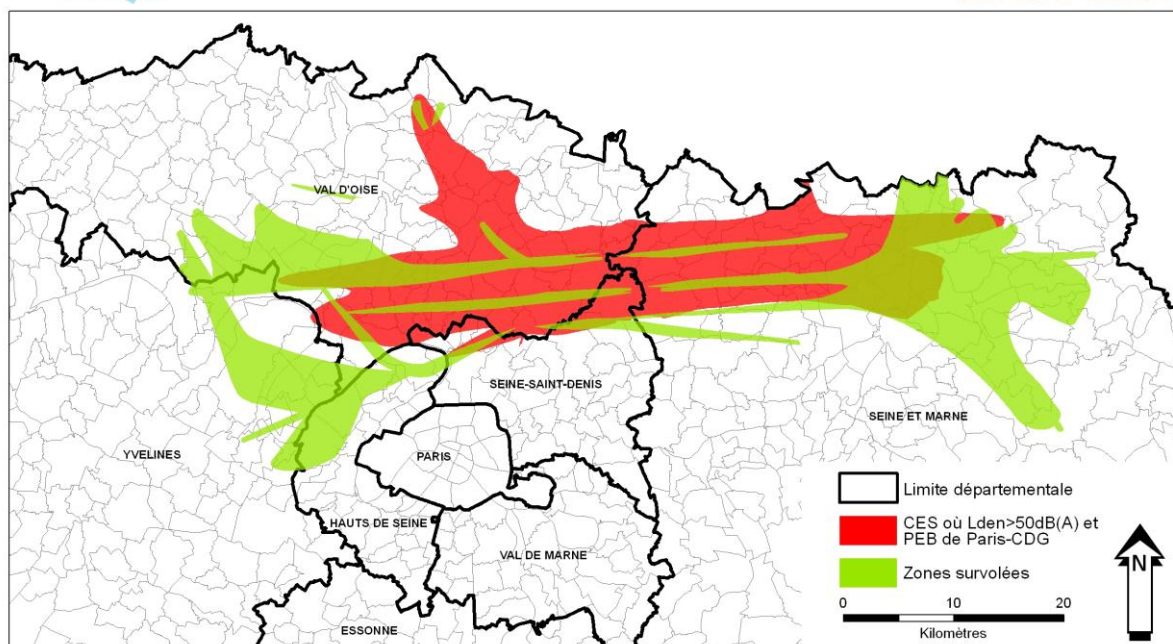 VAL D'OISE
SEINE-SAINT-DENIS
SEINE ET MARNE
YVELINES
PARIS
HAUTS DE SEINE
VAL DE MARNE
ESSONNE
Limite départementale
CES où Lden>50dB(A) et
PEB de Paris-CDG
Zones survolées
0 10 20
Kilomètres
N